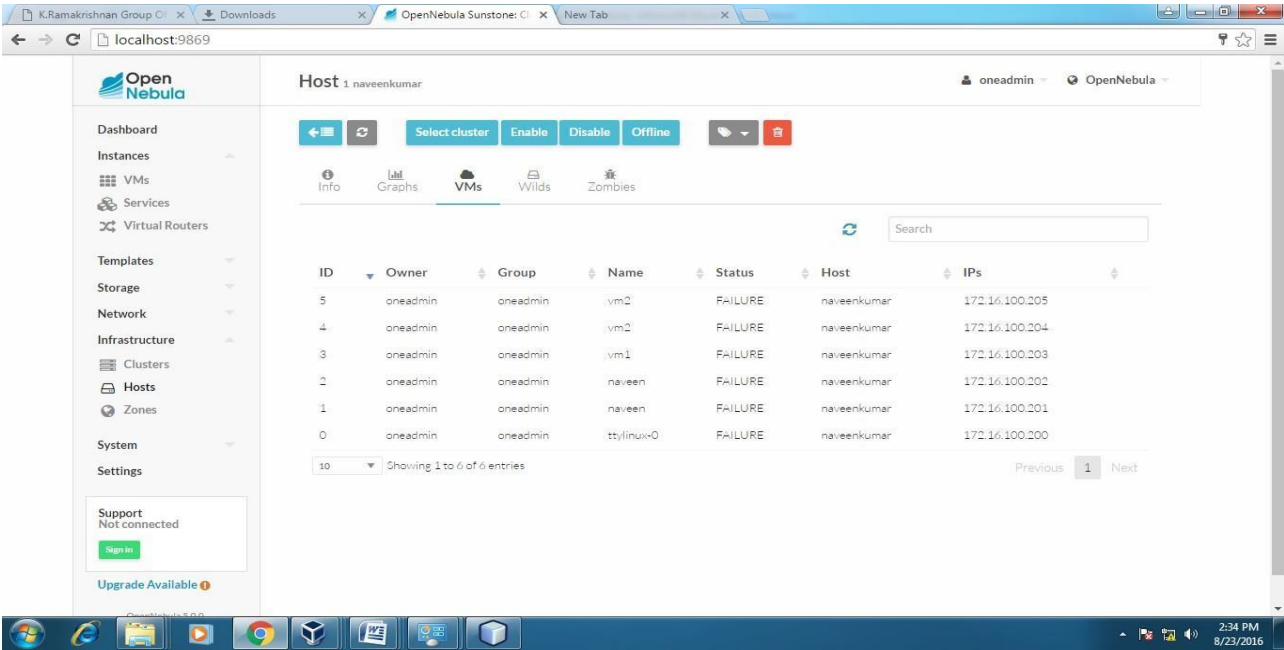 K.Ramakrishnan Group Of
Downloads
OpenNebula Sunstone: Cl
New Tab
localhost:9869
Open
Nebula
Host 1 naveenkumar
oneadmin
OpenNebula
Dashboard
Instances
VMs
Services
Virtual Routers
Templates
Storage
Network
Infrastructure
Clusters
Hosts
Zones
System
Settings
Support
Not connected
Sign in
Upgrade Available
OpenNebula 5.0.0
Select cluster Enable Disable Offline
Info Graphs VMs Wilds Zombies
Search
ID Owner Group Name Status Host IPs
5 oneadmin oneadmin vm2 FAILURE naveenkumar 172.16.100.205
4 oneadmin oneadmin vm2 FAILURE naveenkumar 172.16.100.204
3 oneadmin oneadmin vm1 FAILURE naveenkumar 172.16.100.203
2 oneadmin oneadmin naveen FAILURE naveenkumar 172.16.100.202
1 oneadmin oneadmin naveen FAILURE naveenkumar 172.16.100.201
0 oneadmin oneadmin ttylinux-0 FAILURE naveenkumar 172.16.100.200
10 Showing 1 to 6 of 6 entries
Previous 1 Next
2:34 PM
8/23/2016